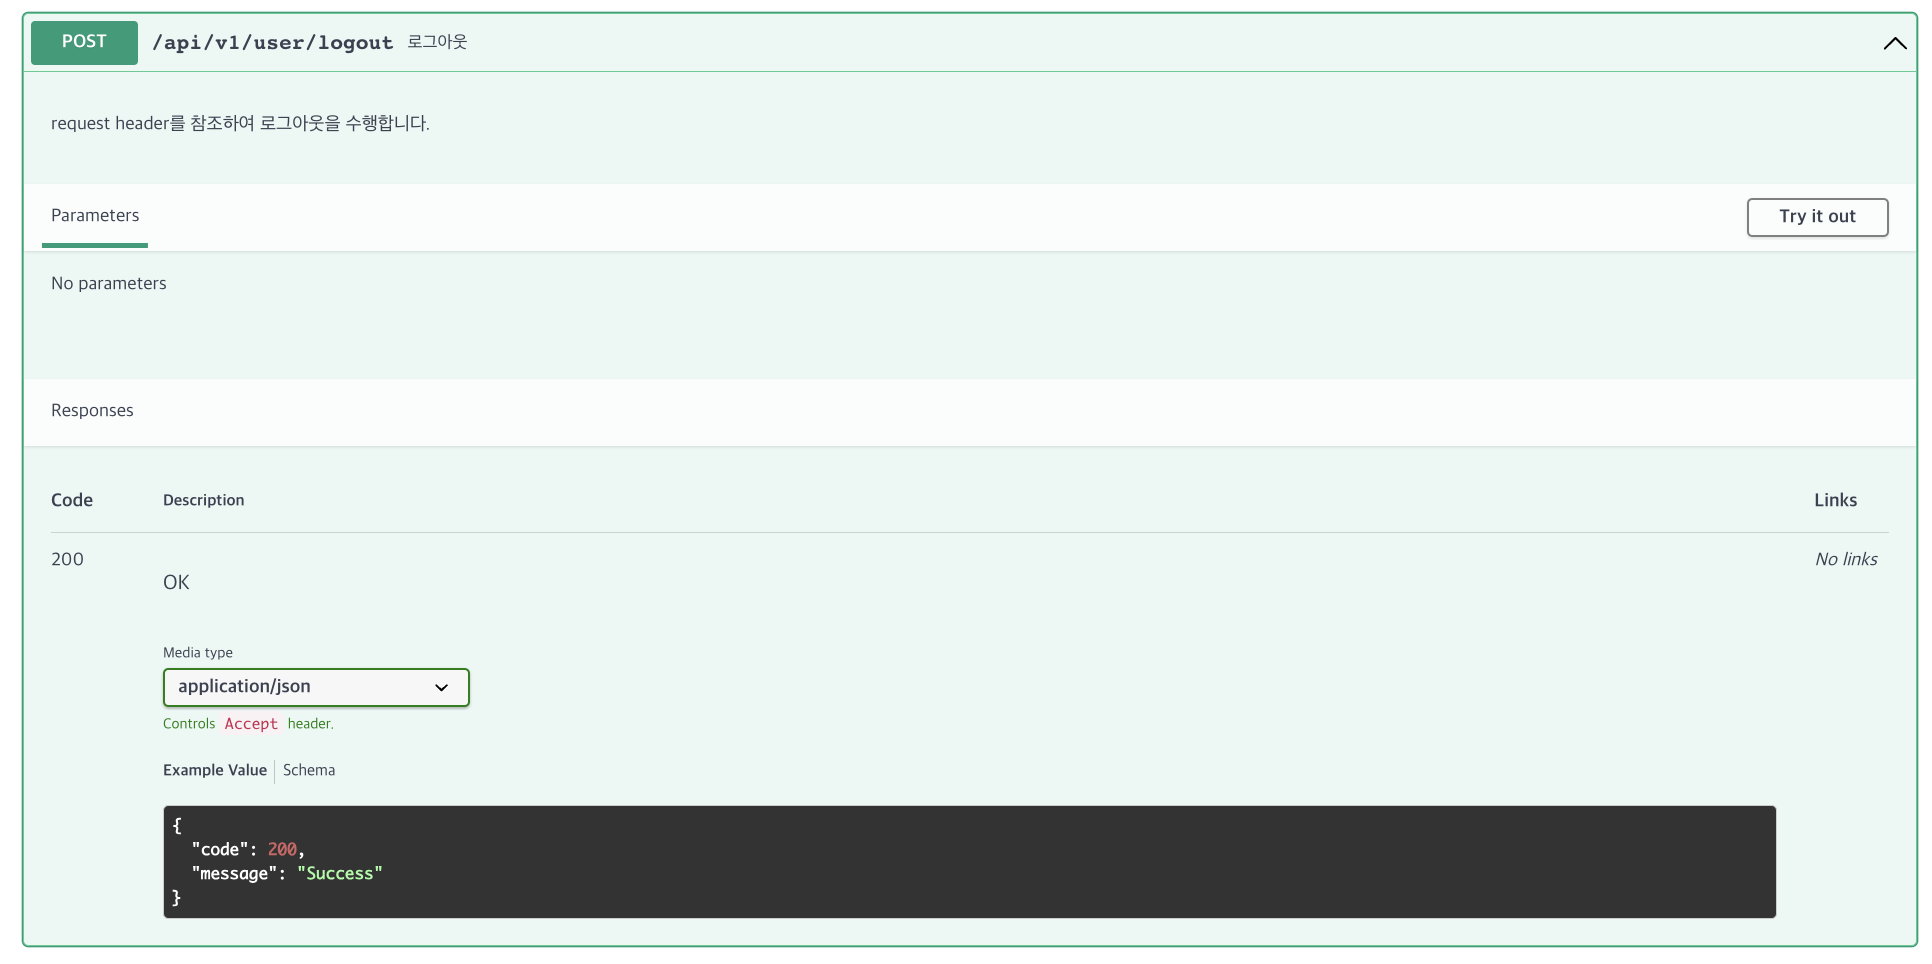 POST /api/v1/user/logout 로그아웃
request header를 참조하여 로그아웃을 수행합니다.
Parameters Try it out
No parameters
Responses
Code Description Links
200 No links
OK
Media type
application/json
Controls Accept header.
Example Value Schema
{
"code": 200,
"message": "Success"
}